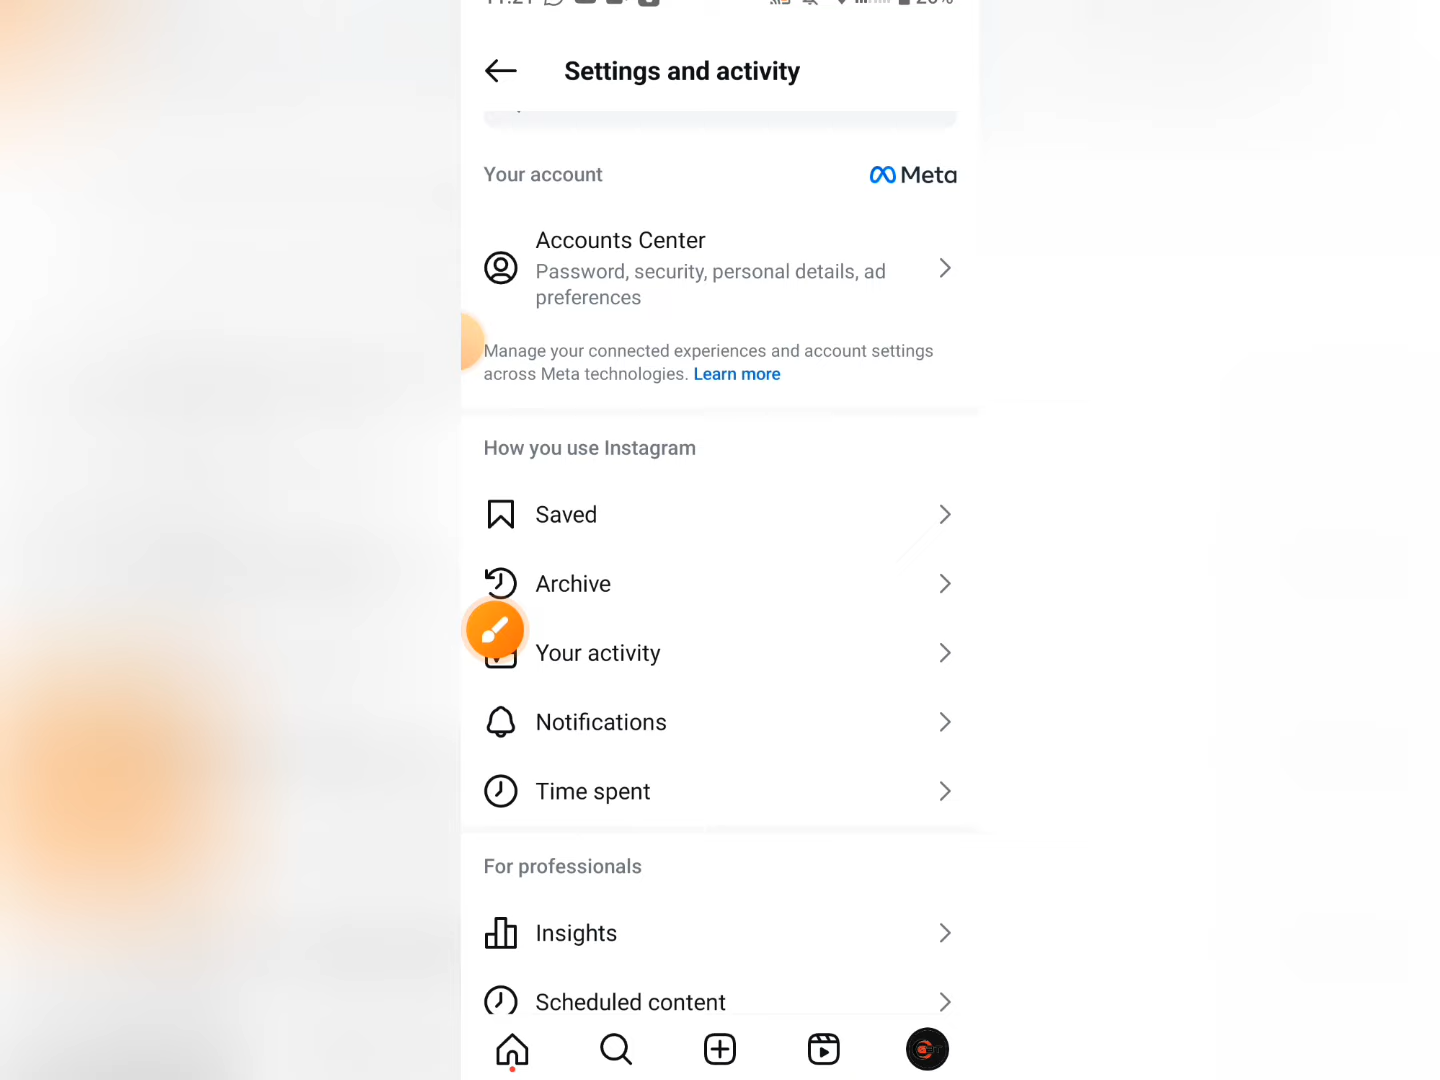 Settings and activity
Your account
Meta
Accounts Center
Password, security, personal details, ad
preferences
Manage your connected experiences and account settings
across Meta technologies. Learn more
How you use Instagram
Saved
Archive
Your activity
Notifications
Time spent
For professionals
Insights
Scheduled content